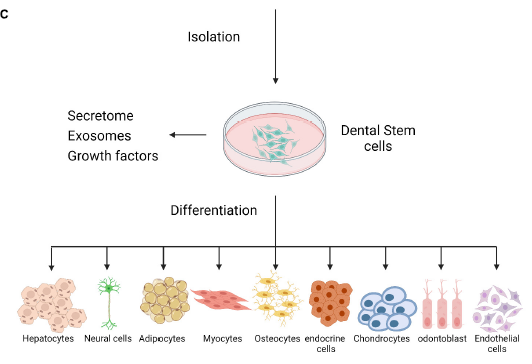 C
Isolation
Secretome
Exosomes
Growth factors
Dental Stem
cells
Differentiation
Hepatocytes
Neural cells
Adipocytes
Myocytes
Osteocytes
endocrine
cells
Chondrocytes
odontoblast
Endothelial
cells